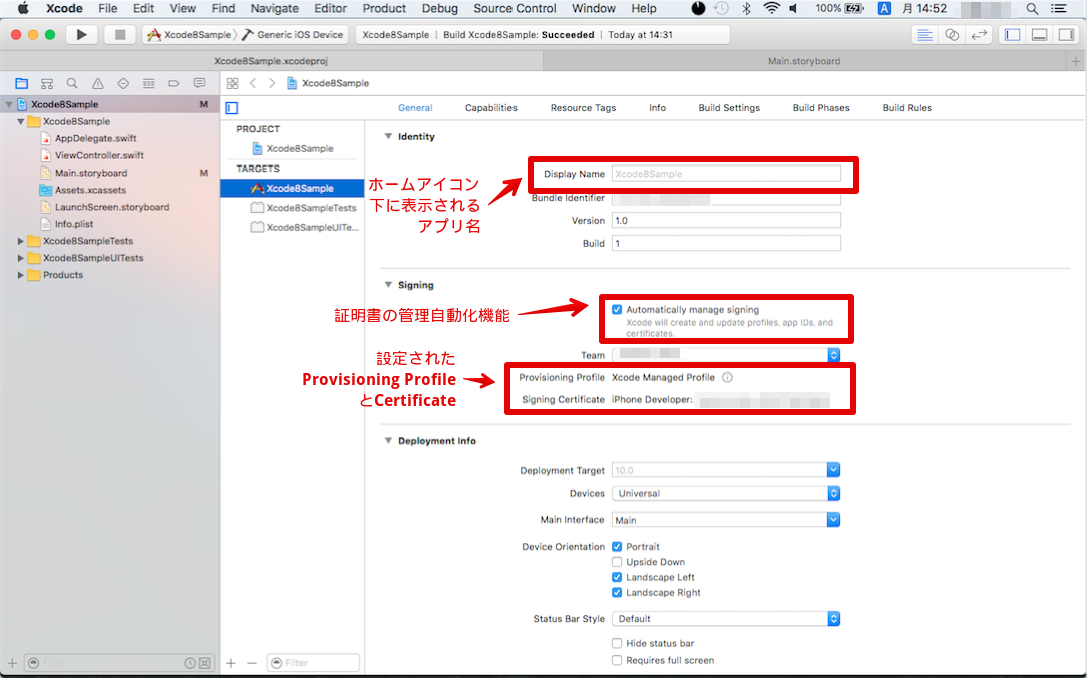 Xcode File Edit View Find Navigate Editor Product Debug Source Control Window Help 100% A 月 14:52
Xcode8Sample Generic iOS Device Xcode8Sample | Build Xcode8Sample: Succeeded | Today at 14:31
Xcode8Sample.xcodeproj Main.storyboard
Xcode8Sample
Xcode8Sample M
Xcode8Sample
AppDelegate.swift
ViewController.swift
Main.storyboard M
Assets.xcassets
LaunchScreen.storyboard
Info.plist
Xcode8SampleTests
Xcode8SampleUITests
Products
Filter
General Capabilities Resource Tags Info Build Settings Build Phases Build Rules
PROJECT
Xcode8Sample
TARGETS
Xcode8Sample
Xcode8SampleTests
Xcode8SampleUITe...
Filter
Identity
ホームアイコン
下に表示される
アプリ名
Display Name Xcode8Sample
Bundle Identifier
Version 1.0
Build 1
Signing
証明書の管理自動化機能
Automatically manage signing
Xcode will create and update profiles, app IDs, and
certificates.
Team
設定された
Provisioning Profile
とCertificate
Provisioning Profile Xcode Managed Profile
Signing Certificate iPhone Developer:
Deployment Info
Deployment Target 10.0
Devices Universal
Main Interface Main
Device Orientation Portrait
Upside Down
Landscape Left
Landscape Right
Status Bar Style Default
Hide status bar
Requires full screen